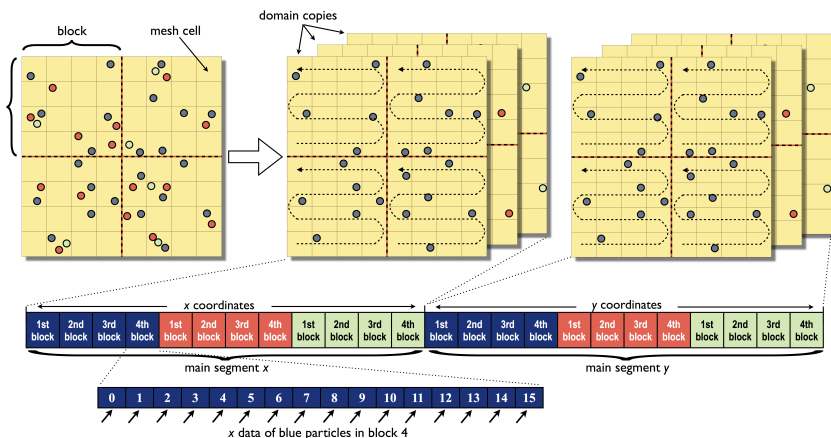 block
mesh cell
domain copies
x coordinates
y coordinates
1st block 2nd block 3rd block 4th block 1st block 2nd block 3rd block 4th block 1st block 2nd block 3rd block 4th block 1st block 2nd block 3rd block 4th block 1st block 2nd block 3rd block 4th block 1st block 2nd block 3rd block 4th block
main segment x
main segment y
0 1 2 3 4 5 6 7 8 9 10 11 12 13 14 15
x data of blue particles in block 4